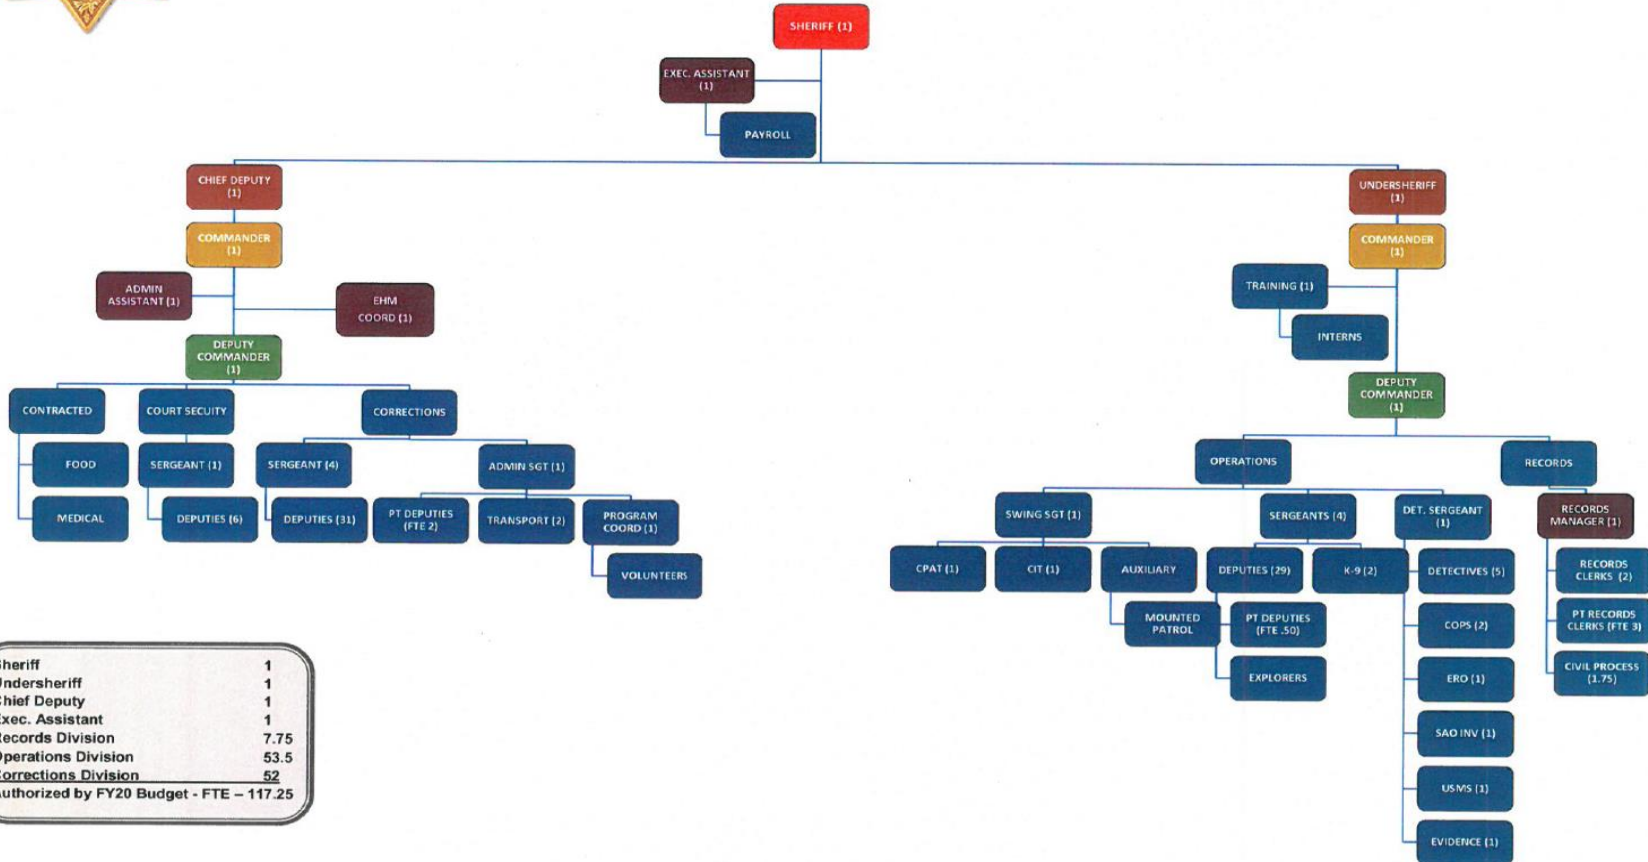 SHERIFF (1)
EXEC. ASSISTANT
(1)
PAYROLL
CHIEF DEPUTY
(1)
COMMANDER
(1)
ADMIN
ASSISTANT (1)
EHM
COORD (1)
DEPUTY
COMMANDER
(1)
CONTRACTED
COURT SECUITY
CORRECTIONS
FOOD
SERGEANT (1)
SERGEANT (4)
ADMIN SGT (1)
MEDICAL
DEPUTIES (6)
DEPUTIES (31)
PT DEPUTIES
(FTE 2)
TRANSPORT (2)
PROGRAM
COORD (1)
VOLUNTEERS
UNDERSHERIFF
(1)
COMMANDER
(1)
TRAINING (1)
INTERNS
DEPUTY
COMMANDER
(1)
OPERATIONS
RECORDS
SWING SGT (1)
SERGEANTS (4)
DET. SERGEANT
(1)
RECORDS
MANAGER (1)
CPAT (1)
CIT (1)
AUXILIARY
DEPUTIES (29)
K-9 (2)
DETECTIVES (5)
RECORDS
CLERKS (2)
MOUNTED
PATROL
PT DEPUTIES
(FTE .50)
COPS (2)
PT RECORDS
CLERKS (FTE 3)
EXPLORERS
ERO (1)
CIVIL PROCESS
(1.75)
SAO INV (1)
USMS (1)
EVIDENCE (1)
heriff 1
ndersheriff 1
hief Deputy 1
xec. Assistant 1
ecords Division 7.75
perations Division 53.5
orrections Division 52
uthorized by FY20 Budget - FTE – 117.25